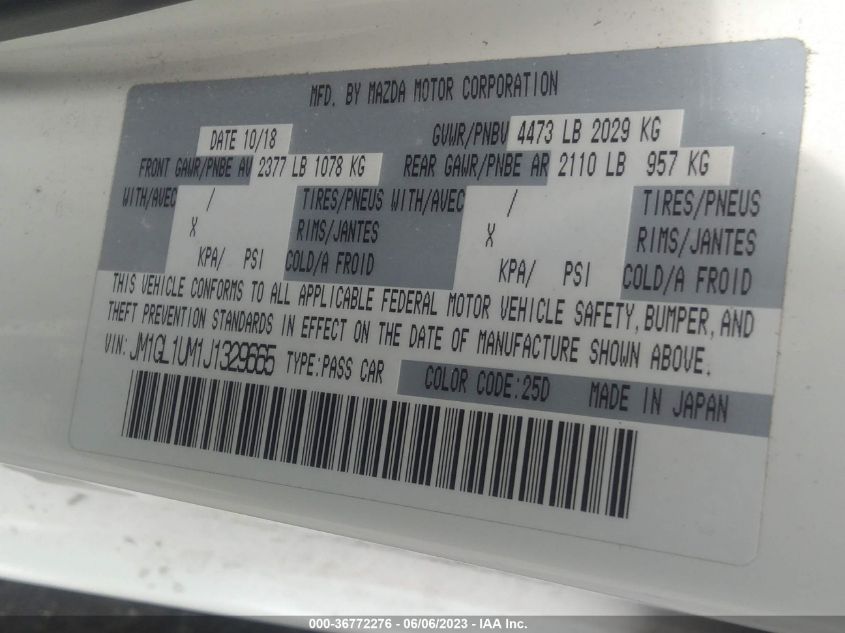 MFD. BY MAZDA MOTOR CORPORATION
DATE 10/18 GVWR/PNBV 4473 LB 2029 KG
FRONT GAWR/PNBE AV 2377 LB 1078 KG REAR GAWR/PNBE AR 2110 LB 957 KG
WITH/AVEC / TIRES/PNEUS WITH/AVEC / TIRES/PNEUS
X RIMS/JANTES X RIMS/JANTES
KPA/ PSI COLD/A FROID KPA/ PSI COLD/A FROID
THIS VEHICLE CONFORMS TO ALL APPLICABLE FEDERAL MOTOR VEHICLE SAFETY, BUMPER, AND
THEFT PREVENTION STANDARDS IN EFFECT ON THE DATE OF MANUFACTURE SHOWN ABOVE.
VIN: JM1GL1UM1J1329665 TYPE:PASS CAR COLOR CODE:25D MADE IN JAPAN
000-36772276 - 06/06/2023 - IAA Inc.